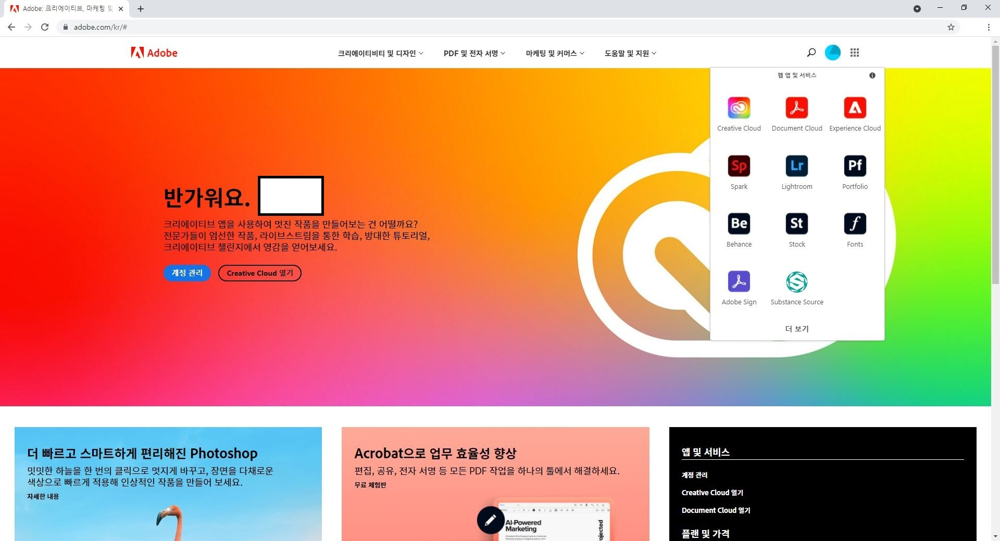 Adobe: 크리에이티브, 마케팅 및
adobe.com/kr/#
Adobe
크리에이티비티 및 디자인
PDF 및 전자 서명
마케팅 및 커머스
도움말 및 지원
웹 앱 및 서비스
Creative Cloud
Document Cloud
Experience Cloud
Sp
Lr
Pf
Spark
Lightroom
Portfolio
Be
St
f
Behance
Stock
Fonts
Adobe Sign
Substance Source
더 보기
반가워요.
크리에이티브 앱을 사용하여 멋진 작품을 만들어보는 건 어떨까요?
전문가들이 엄선한 작품, 라이브스트림을 통한 학습, 방대한 튜토리얼,
크리에이티브 챌린지에서 영감을 얻어보세요.
계정 관리
Creative Cloud 열기
더 빠르고 스마트하게 편리해진 Photoshop
밋밋한 하늘을 한 번의 클릭으로 멋지게 바꾸고, 장면을 다채로운
색상으로 빠르게 적용해 인상적인 작품을 만들어 보세요.
자세한 내용
Acrobat으로 업무 효율성 향상
편집, 공유, 전자 서명 등 모든 PDF 작업을 하나의 툴에서 해결하세요.
무료 체험판
AI-Powered
Marketing
앱 및 서비스
계정 관리
Creative Cloud 열기
Document Cloud 열기
플랜 및 가격